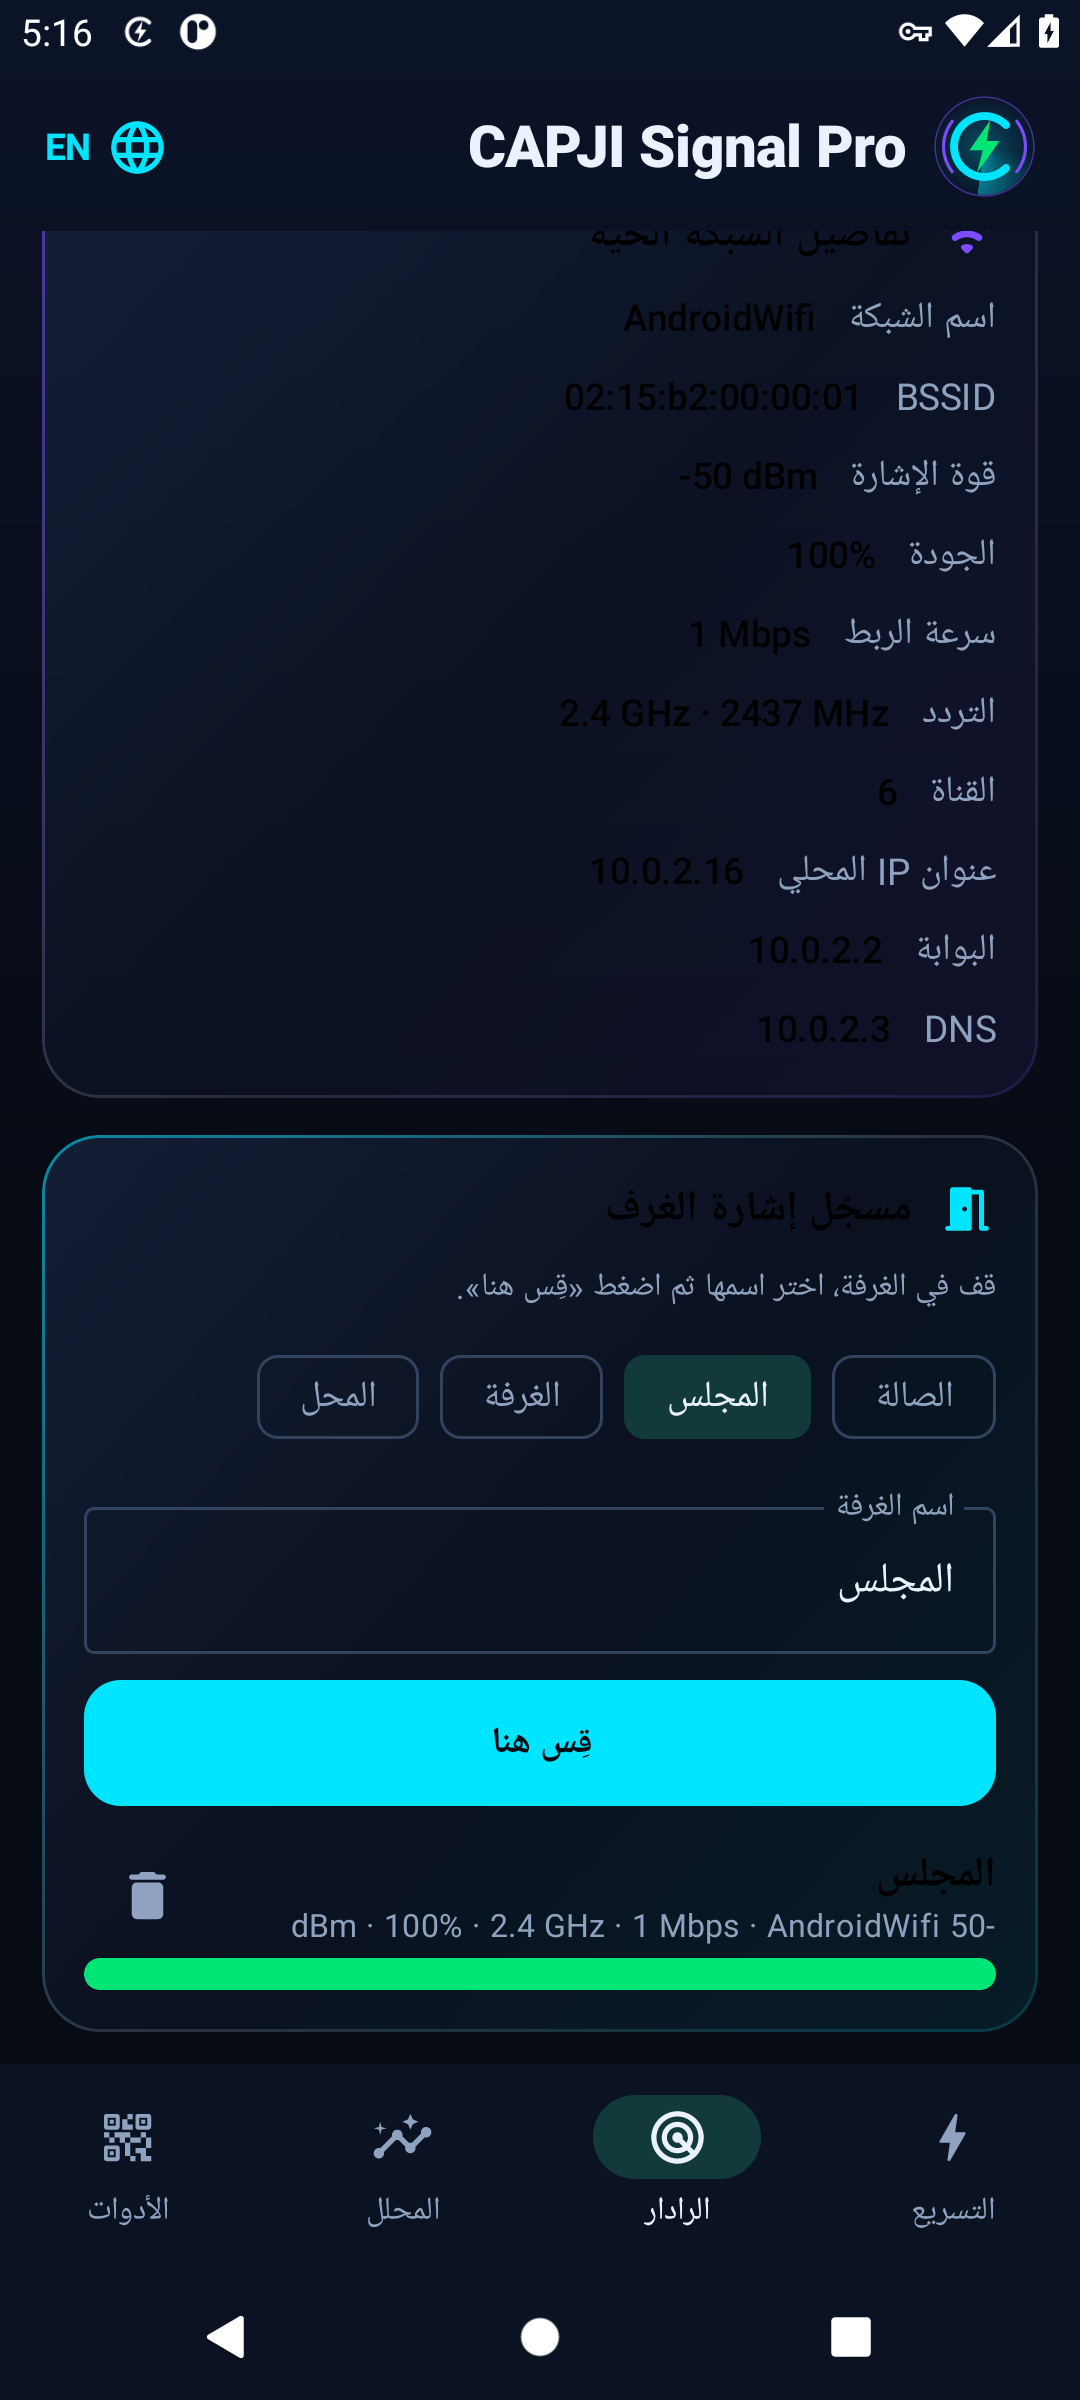 5:16
CAPJI Signal Pro
EN
تفاصيل الشبكة الحية
اسم الشبكة AndroidWifi
BSSID 02:15:b2:00:00:01
قوة الإشارة -50 dBm
الجودة 100%
سرعة الربط 1 Mbps
التردد 2.4 GHz · 2437 MHz
القناة 6
عنوان IP المحلي 10.0.2.16
البوابة 10.0.2.2
DNS 10.0.2.3
مسجّل إشارة الغرف
قف في الغرفة، اختر اسمها ثم اضغط «قِس هنا».
الصالة المجلس الغرفة المحل
اسم الغرفة
المجلس
قِس هنا
المجلس
-50 dBm · 100% · 2.4 GHz · 1 Mbps · AndroidWifi
التسريع الرادار المحلل الأدوات